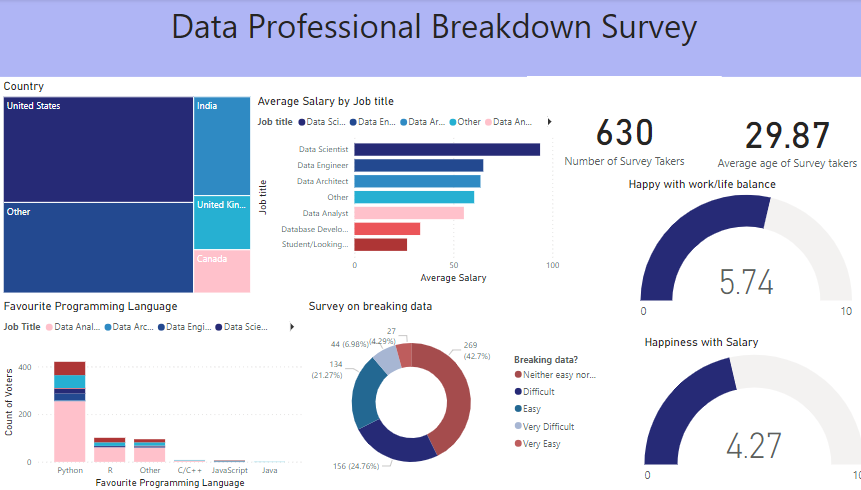 Data Professional Breakdown Survey
Country
United States
India
Other
United Kin...
Canada
Average Salary by Job title
Job title Data Sci... Data En... Data Ar... Other Data An...
Job title
Data Scientist
Data Engineer
Data Architect
Other
Data Analyst
Database Develo...
Student/Looking...
0 50 100
Average Salary
630
Number of Survey Takers
29.87
Average age of Survey takers
Happy with work/life balance
5.74
0 10
Favourite Programming Language
Job Title Data Anal... Data Arc... Data Engi... Data Scie...
Count of Voters
400
200
0
Python R Other C/C++ JavaScript Java
Favourite Programming Language
Survey on breaking data
27
(4.29%)
44 (6.98%)
134
(21.27%)
269
(42.7%)
156 (24.76%)
Breaking data?
Neither easy nor...
Difficult
Easy
Very Difficult
Very Easy
Happiness with Salary
4.27
0 10